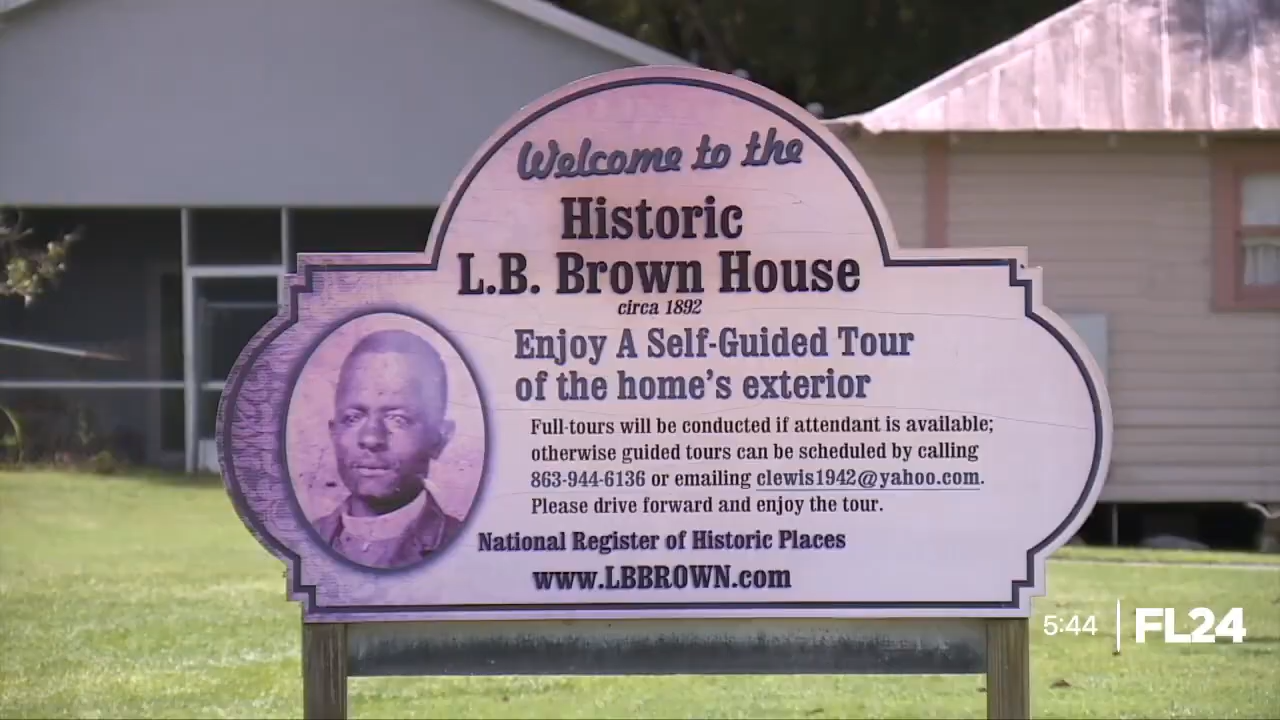 Welcome to the
Historic
L.B. Brown House
circa 1892
Enjoy A Self-Guided Tour
of the home's exterior
Full-tours will be conducted if attendant is available;
otherwise guided tours can be scheduled by calling
863-944-6136 or emailing clewis1942@yahoo.com.
Please drive forward and enjoy the tour.
National Register of Historic Places
www.LBBROWN.com
5:44 FL24